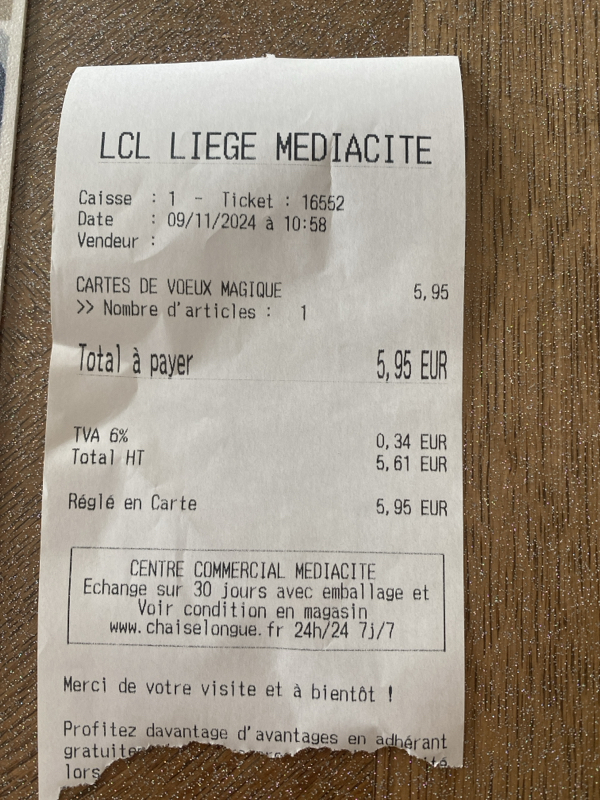 LCL LIEGE MEDIACITE
Caisse : 1 - Ticket : 16552
Date : 09/11/2024 à 10:58
Vendeur :
CARTES DE VOEUX MAGIQUE 5,95
>> Nombre d'articles : 1
Total à payer 5,95 EUR
TVA 6% 0,34 EUR
Total HT 5,61 EUR
Réglé en Carte 5,95 EUR
CENTRE COMMERCIAL MEDIACITE
Echange sur 30 jours avec emballage et
Voir condition en magasin
www.chaiselongue.fr 24h/24 7j/7
Merci de votre visite et à bientôt !
Profitez davantage d'avantages en adhérant
lors